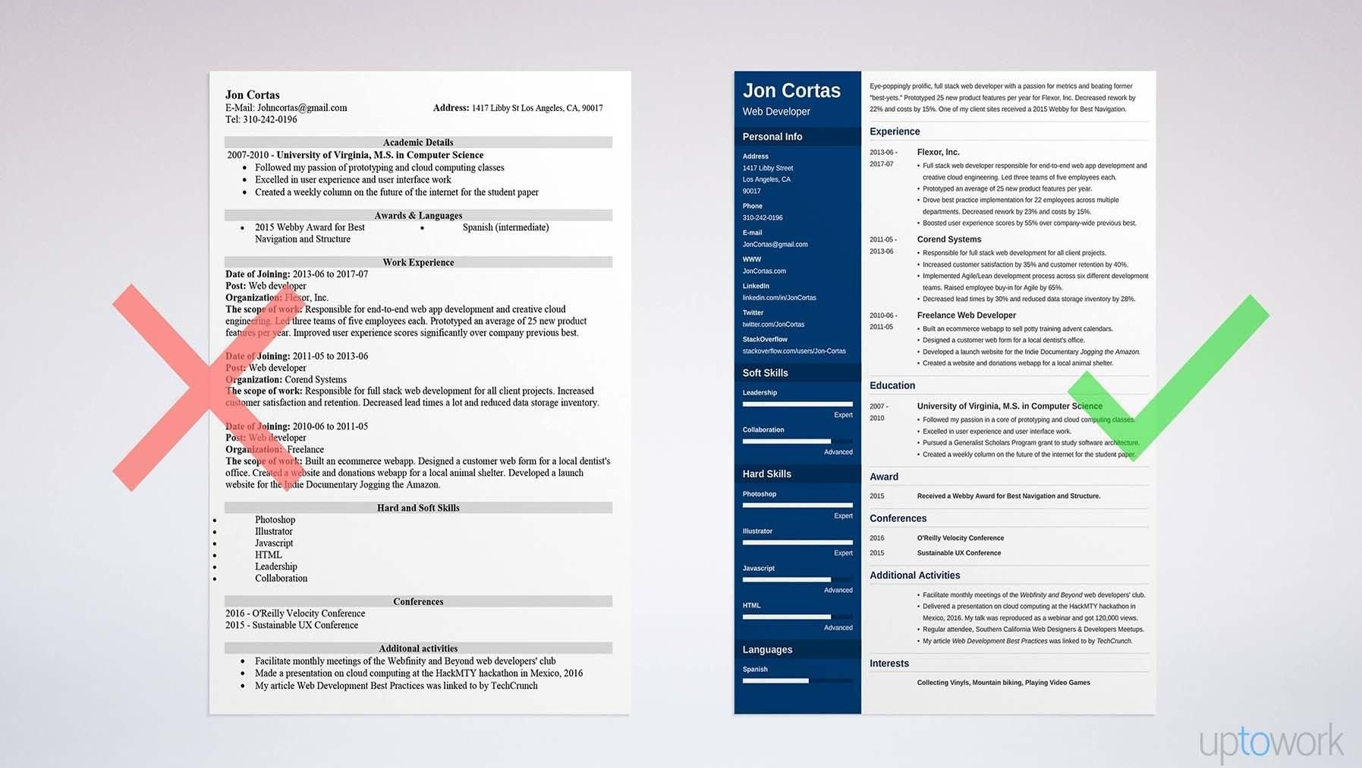 Jon Cortas
E-Mail: Johncortas@gmail.com
Address: 1417 Libby St Los Angeles, CA, 90017
Tel: 310-242-0196
Academic Details
2007-2010 - University of Virginia, M.S. in Computer Science
• Followed my passion of prototyping and cloud computing classes
• Excelled in user experience and user interface work
• Created a weekly column on the future of the internet for the student paper
Awards & Languages
• 2015 Webby Award for Best
Navigation and Structure
• Spanish (intermediate)
Work Experience
Date of Joining: 2013-06 to 2017-07
Post: Web developer
Organization: Flexor, Inc.
The scope of work: Responsible for end-to-end web app development and creative cloud
engineering. Led three teams of five employees each. Prototyped an average of 25 new product
features per year. Improved user experience scores significantly over company previous best.
Date of Joining: 2011-05 to 2013-06
Post: Web developer
Organization: Corend Systems
The scope of work: Responsible for full stack web development for all client projects. Increased
customer satisfaction and retention. Decreased lead times a lot and reduced data storage inventory.
Date of Joining: 2010-06 to 2011-05
Post: Web developer
Organization: Freelance
The scope of work: Built an ecommerce webapp. Designed a customer web form for a local dentist's
office. Created a website and donations webapp for a local animal shelter. Developed a launch
website for the Indie Documentary Jogging the Amazon.
Hard and Soft Skills
• Photoshop
• Illustrator
• Javascript
• HTML
• Leadership
• Collaboration
Conferences
2016 - O'Reilly Velocity Conference
2015 - Sustainable UX Conference
Additonal activities
• Facilitate monthly meetings of the Webfinity and Beyond web developers' club
• Made a presentation on cloud computing at the HackMTY hackathon in Mexico, 2016
• My article Web Development Best Practices was linked to by TechCrunch
Jon Cortas
Web Developer
Personal Info
Address
1417 Libby Street
Los Angeles, CA
90017
Phone
310-242-0196
E-mail
JonCortas@gmail.com
WWW
JonCortas.com
LinkedIn
linkedin.com/in/JonCortas
Twitter
twitter.com/JonCortas
StackOverflow
stackoverflow.com/users/Jon-Cortas
Soft Skills
Leadership
Expert
Collaboration
Advanced
Hard Skills
Photoshop
Expert
Illustrator
Expert
Javascript
Advanced
HTML
Advanced
Languages
Spanish
Eye-poppingly prolific, full stack web developer with a passion for metrics and beating former
"best-yets." Prototyped 25 new product features per year for Flexor, Inc. Decreased rework by
22% and costs by 15%. One of my client sites received a 2015 Webby for Best Navigation.
Experience
2013-06 -
2017-07
Flexor, Inc.
• Full stack web developer responsible for end-to-end web app development and
creative cloud engineering. Led three teams of five employees each.
• Prototyped an average of 25 new product features per year.
• Drove best practice implementation for 22 employees across multiple
departments. Decreased rework by 23% and costs by 15%.
• Boosted user experience scores by 55% over company-wide previous best.
2011-05 -
2013-06
Corend Systems
• Responsible for full stack web development for all client projects.
• Increased customer satisfaction by 35% and customer retention by 40%.
• Implemented Agile/Lean development process across six different development
teams. Raised employee buy-in for Agile by 65%.
• Decreased lead times by 30% and reduced data storage inventory by 28%.
2010-06 -
2011-05
Freelance Web Developer
• Built an ecommerce webapp to sell potty training advent calendars.
• Designed a customer web form for a local dentist's office.
• Developed a launch website for the Indie Documentary Jogging the Amazon.
• Created a website and donations webapp for a local animal shelter.
Education
2007 -
2010
University of Virginia, M.S. in Computer Science
• Followed my passion in a core of prototyping and cloud computing classes.
• Excelled in user experience and user interface work.
• Pursued a Generalist Scholars Program grant to study software architecture.
• Created a weekly column on the future of the internet for the student paper.
Award
2015 Received a Webby Award for Best Navigation and Structure.
Conferences
2016 O'Reilly Velocity Conference
2015 Sustainable UX Conference
Additional Activities
• Facilitate monthly meetings of the Webfinity and Beyond web developers' club.
• Delivered a presentation on cloud computing at the HackMTY hackathon in
Mexico, 2016. My talk was reproduced as a webinar and got 120,000 views.
• Regular attendee, Southern California Web Designers & Developers Meetups.
• My article Web Development Best Practices was linked to by TechCrunch.
Interests
Collecting Vinyls, Mountain biking, Playing Video Games
uptowork